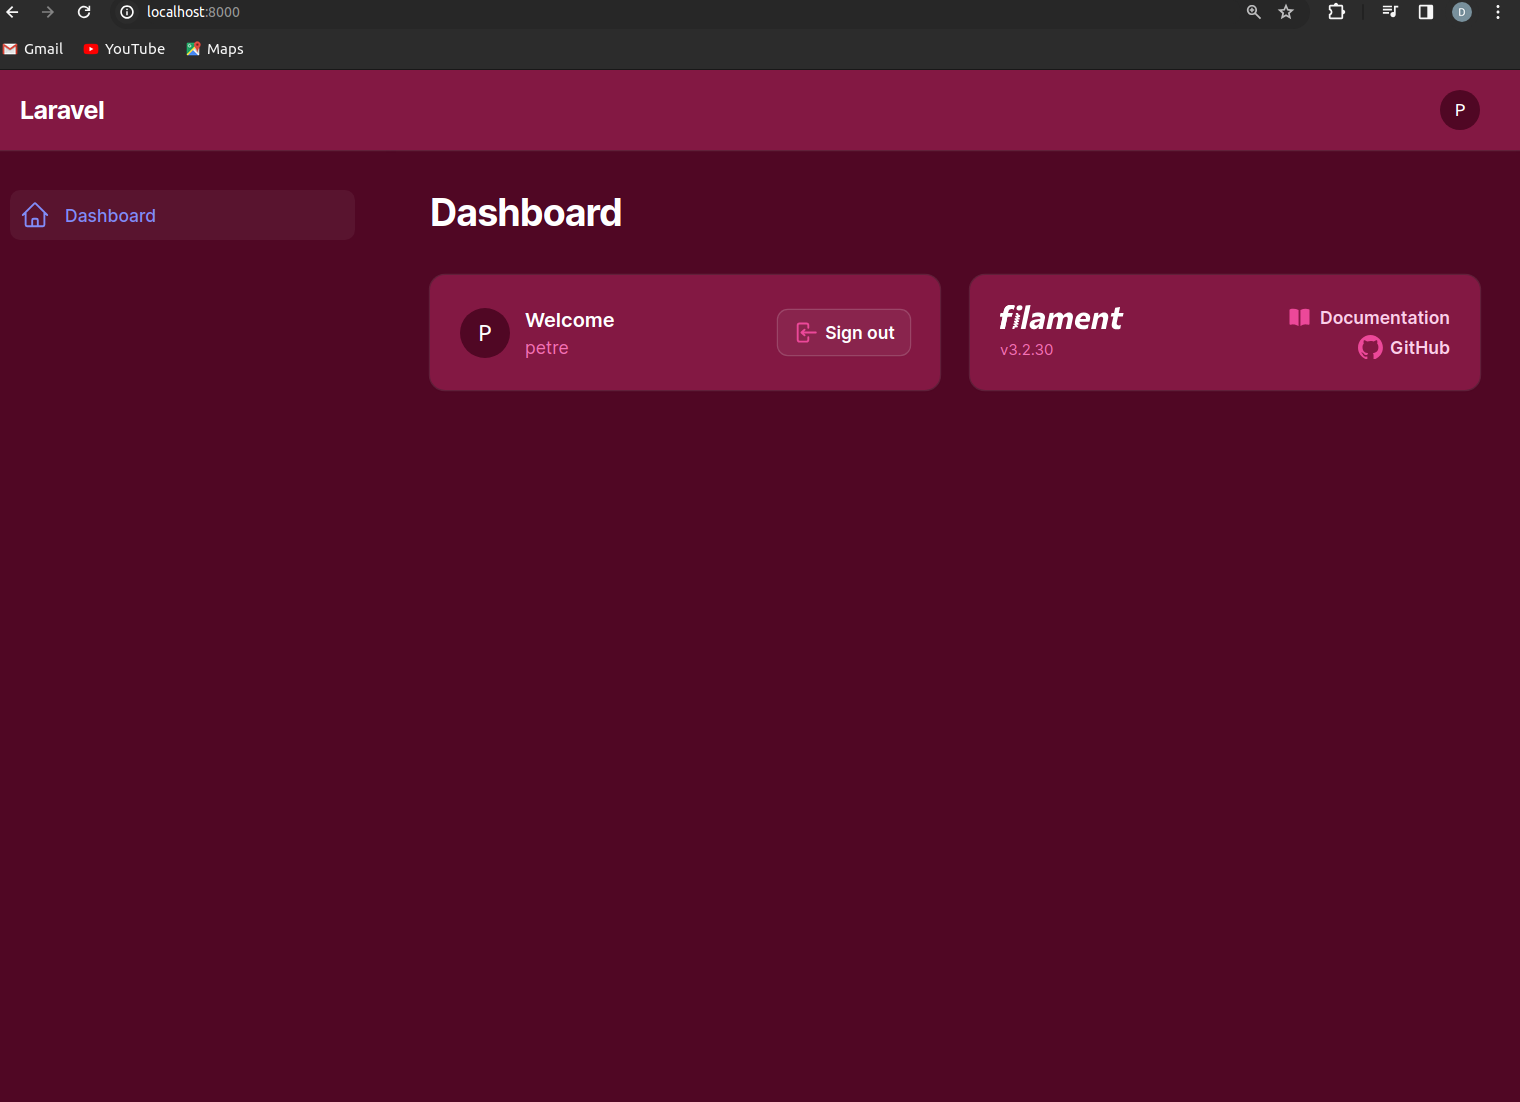 localhost:8000
D
Gmail YouTube Maps
Laravel
P
Dashboard
Dashboard
P
Welcome
petre
Sign out
filament
v3.2.30
Documentation
GitHub